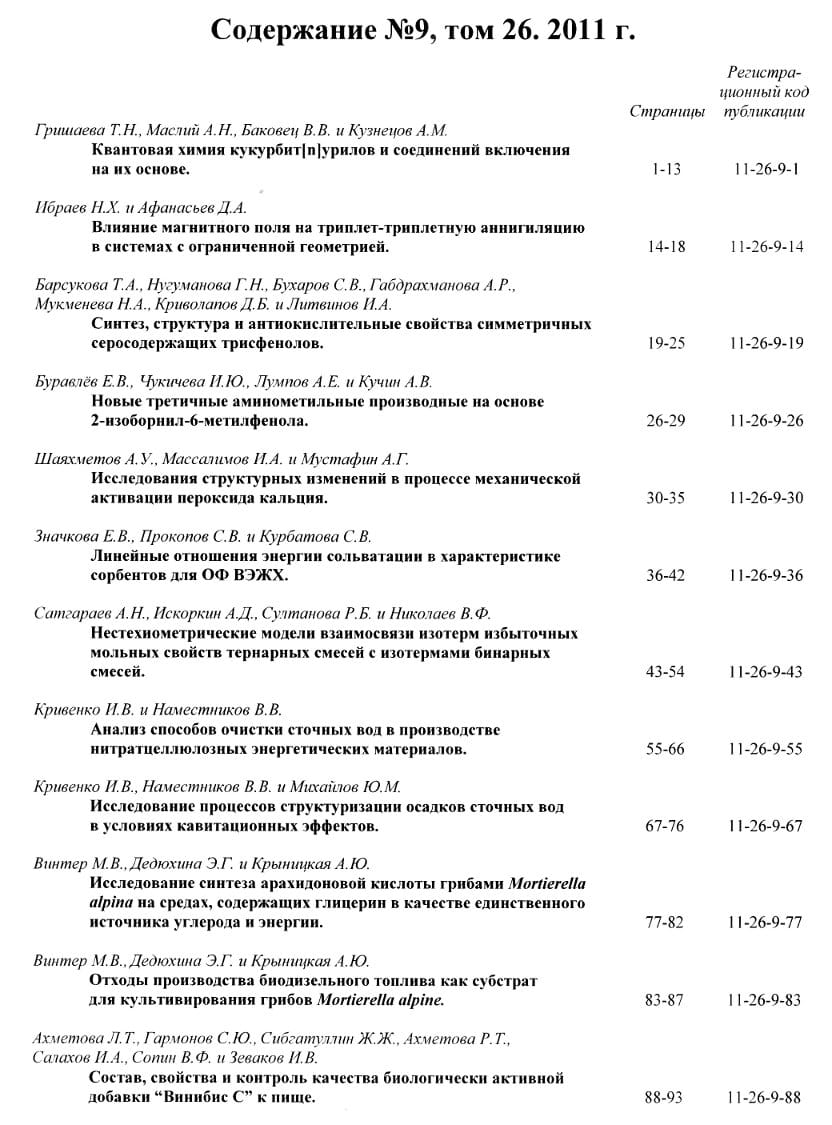 Содержание №9, том 26. 2011 г.
Регистра-
ционный код
Страницы публикации
Гришаева Т.Н., Маслий А.Н., Баковец В.В. и Кузнецов А.М.
Квантовая химия кукурбит[n]урилов и соединений включения
на их основе. 1-13 11-26-9-1
Ибраев Н.Х. и Афанасьев Д.А.
Влияние магнитного поля на триплет-триплетную аннигиляцию
в системах с ограниченной геометрией. 14-18 11-26-9-14
Барсукова Т.А., Нугуманова Г.Н., Бухаров С.В., Габдрахманова А.Р.,
Мукменева Н.А., Криволапов Д.Б. и Литвинов И.А.
Синтез, структура и антиокислительные свойства симметричных
серосодержащих трисфенолов. 19-25 11-26-9-19
Буравлёв Е.В., Чукичева И.Ю., Лумпов А.Е. и Кучин А.В.
Новые третичные аминометильные производные на основе
2-изоборнил-6-метилфенола. 26-29 11-26-9-26
Шаяхметов А.У., Массалимов И.А. и Мустафин А.Г.
Исследования структурных изменений в процессе механической
активации пероксида кальция. 30-35 11-26-9-30
Значкова Е.В., Прокопов С.В. и Курбатова С.В.
Линейные отношения энергии сольватации в характеристике
сорбентов для ОФ ВЭЖХ. 36-42 11-26-9-36
Сатгараев А.Н., Искоркин А.Д., Султанова Р.Б. и Николаев В.Ф.
Нестехиометрические модели взаимосвязи изотерм избыточных
мольных свойств тернарных смесей с изотермами бинарных
смесей. 43-54 11-26-9-43
Кривенко И.В. и Наместников В.В.
Анализ способов очистки сточных вод в производстве
нитратцеллюлозных энергетических материалов. 55-66 11-26-9-55
Кривенко И.В., Наместников В.В. и Михайлов Ю.М.
Исследование процессов структуризации осадков сточных вод
в условиях кавитационных эффектов. 67-76 11-26-9-67
Винтер М.В., Дедюхина Э.Г. и Крыницкая А.Ю.
Исследование синтеза арахидоновой кислоты грибами Mortierella
alpina на средах, содержащих глицерин в качестве единственного
источника углерода и энергии. 77-82 11-26-9-77
Винтер М.В., Дедюхина Э.Г. и Крыницкая А.Ю.
Отходы производства биодизельного топлива как субстрат
для культивирования грибов Mortierella alpine. 83-87 11-26-9-83
Ахметова Л.Т., Гармонов С.Ю., Сибгатуллин Ж.Ж., Ахметова Р.Т.,
Салахов И.А., Сопин В.Ф. и Зеваков И.В.
Состав, свойства и контроль качества биологически активной
добавки “Винибис С” к пище. 88-93 11-26-9-88